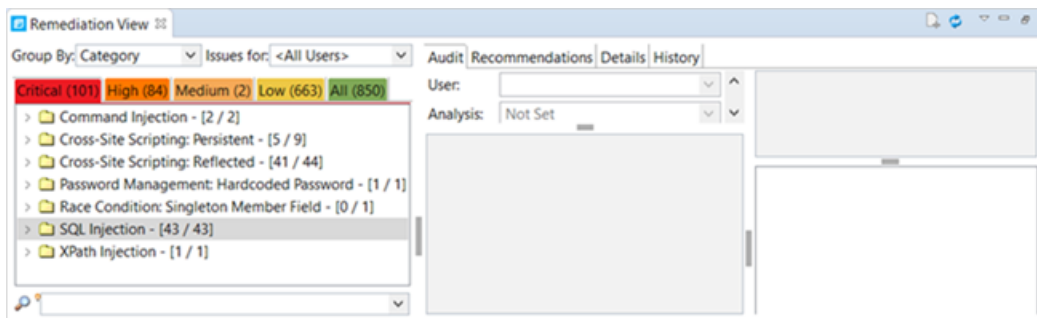 Remediation View
Group By: Category Issues for: <All Users>
Critical (101) High (84) Medium (2) Low (663) All (850)
Command Injection - [2 / 2]
Cross-Site Scripting: Persistent - [5 / 9]
Cross-Site Scripting: Reflected - [41 / 44]
Password Management: Hardcoded Password - [1 / 1]
Race Condition: Singleton Member Field - [0 / 1]
SQL Injection - [43 / 43]
XPath Injection - [1 / 1]
Audit Recommendations Details History
User:
Analysis: Not Set